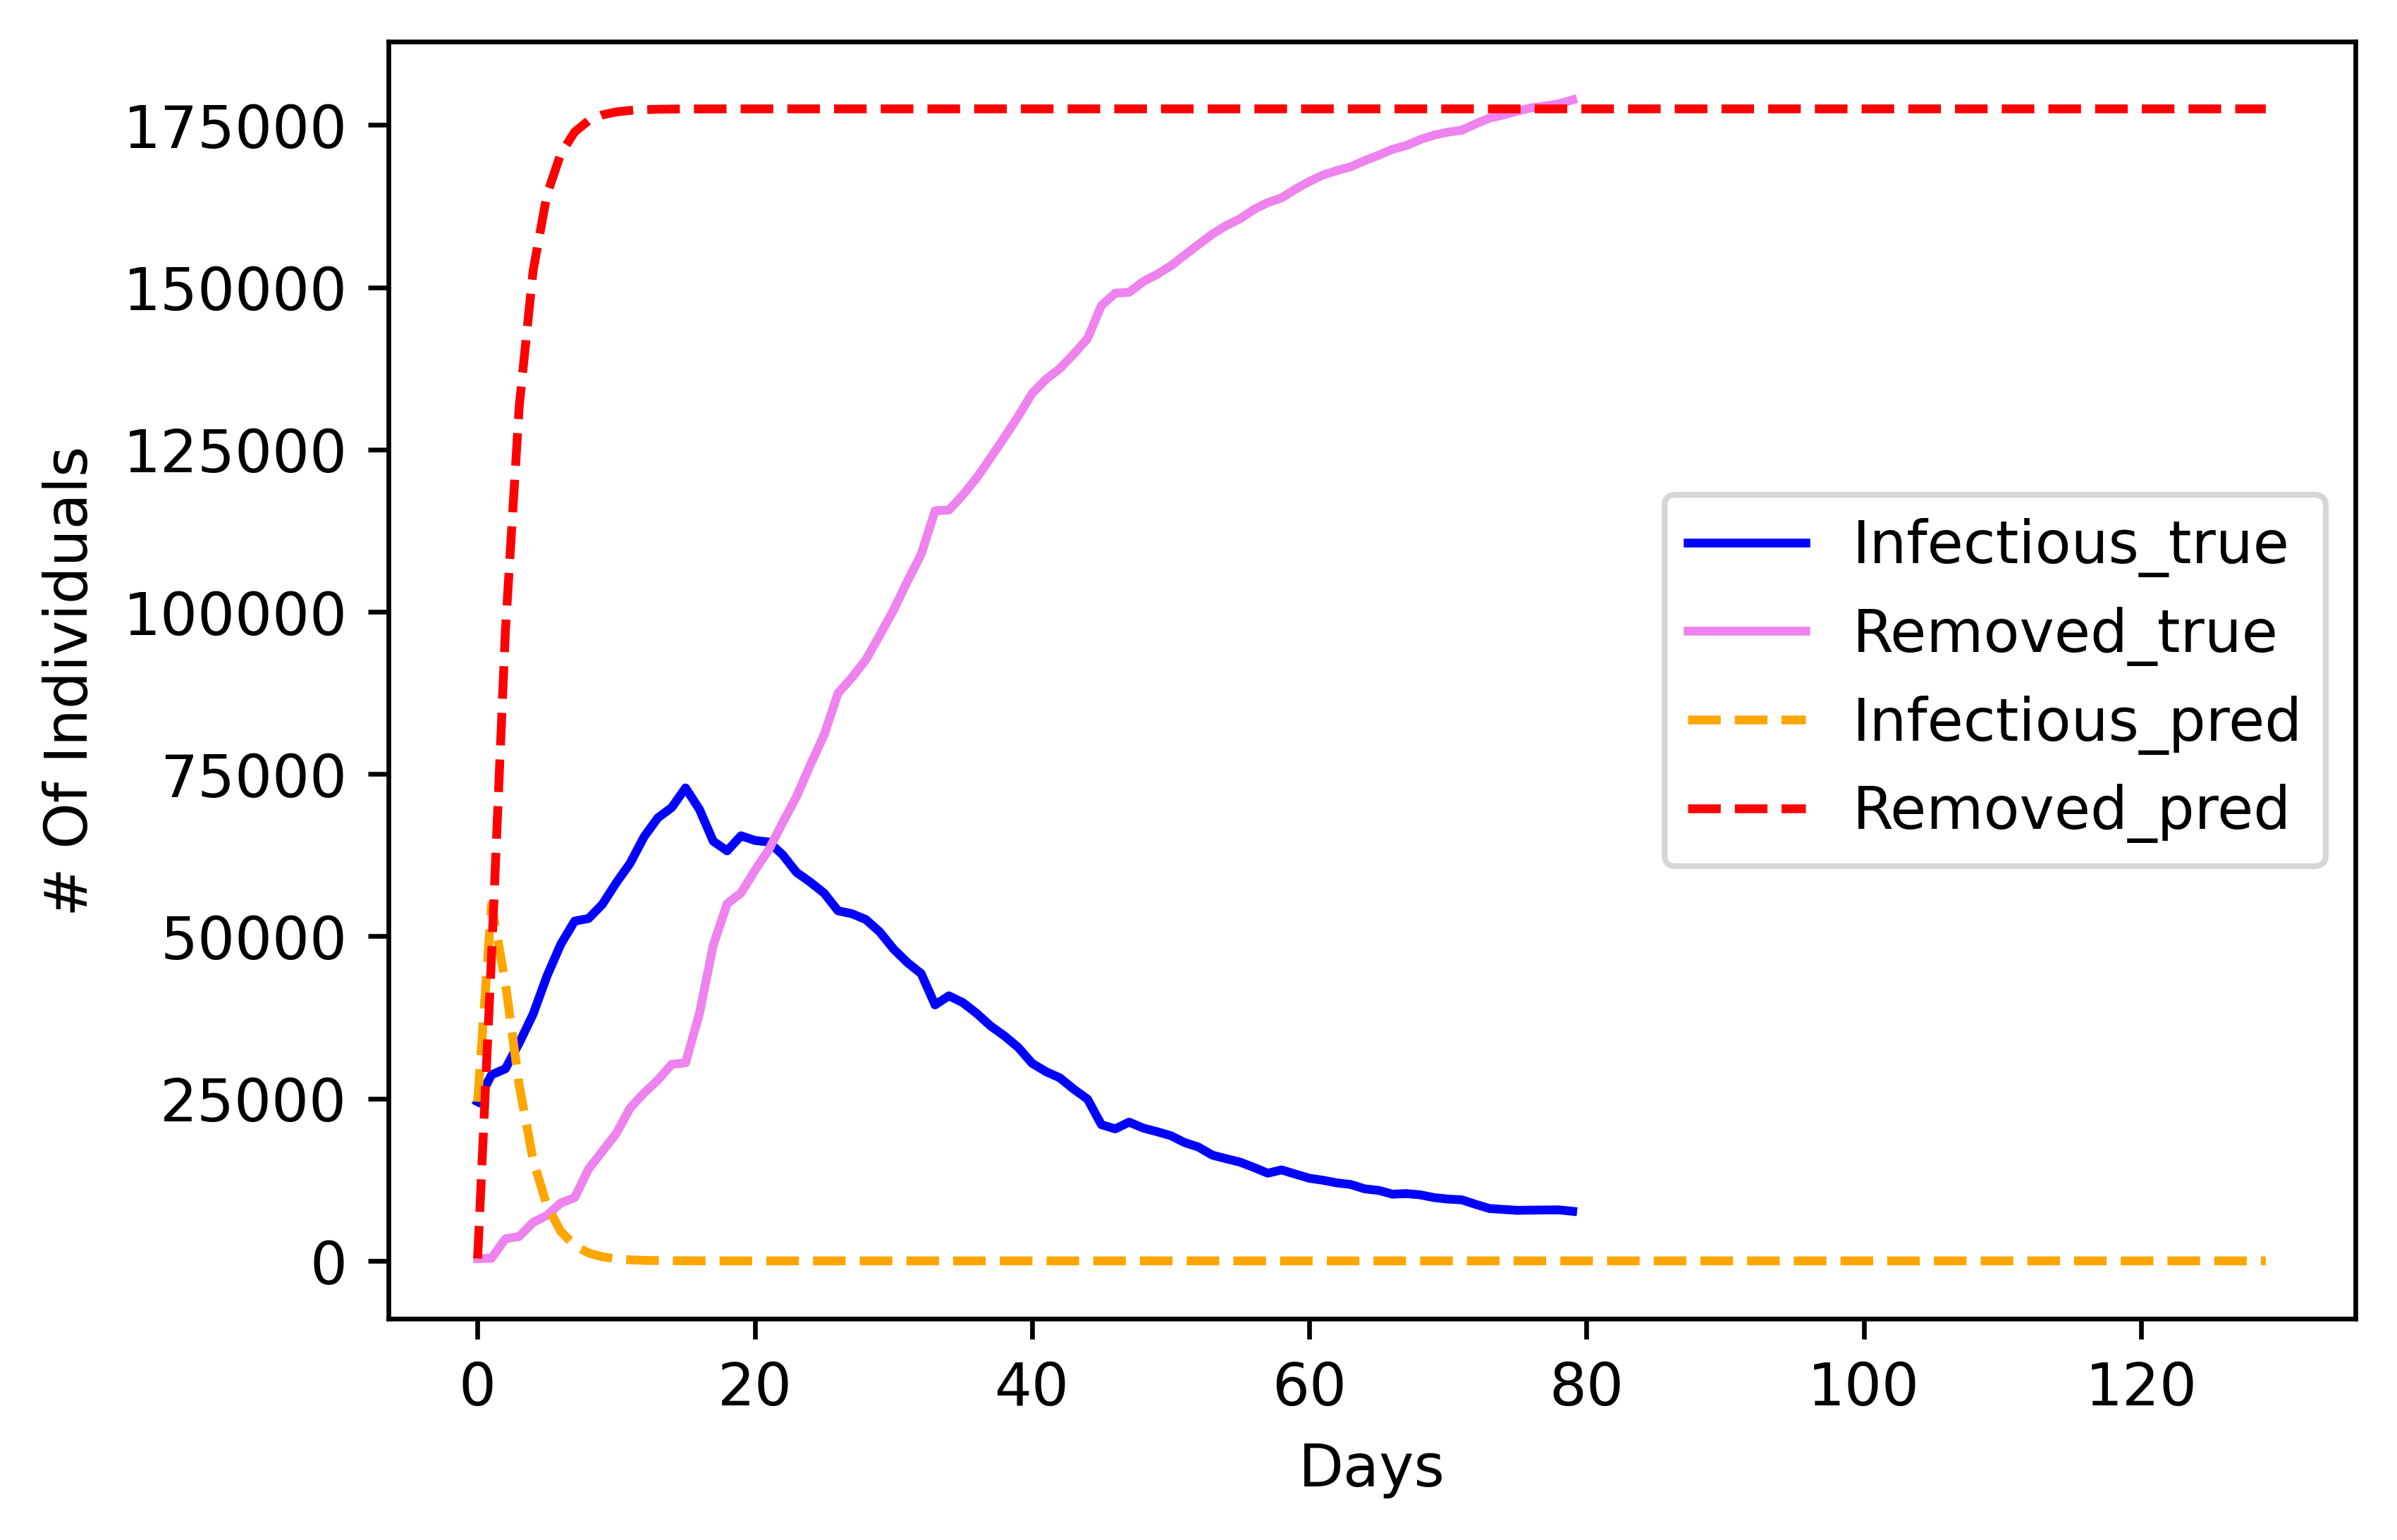 175000
150000
125000
100000
75000
50000
25000
0
# Of Individuals
Infectious_true
Removed_true
Infectious_pred
Removed_pred
0 20 40 60 80 100 120
Days